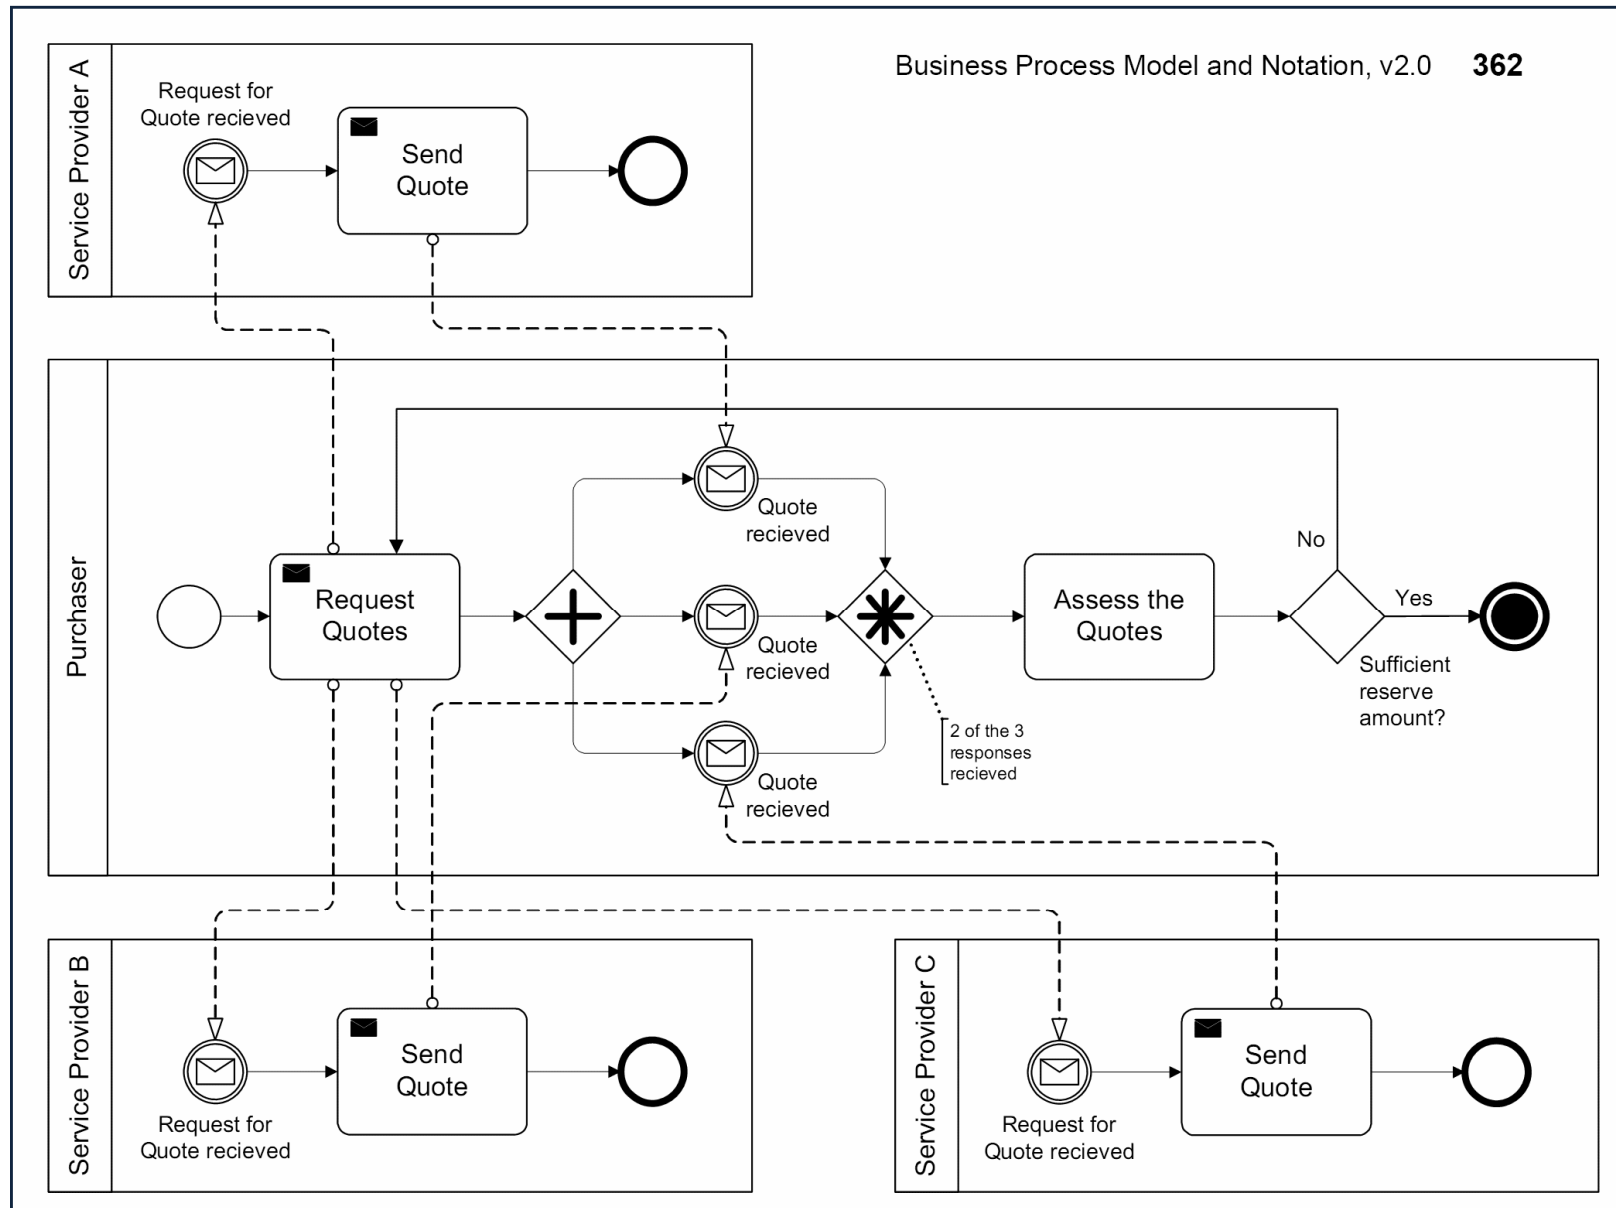 Business Process Model and Notation, v2.0 362
Service Provider A
Request for
Quote recieved
Send
Quote
Purchaser
Request
Quotes
Quote
recieved
Quote
recieved
Quote
recieved
2 of the 3
responses
recieved
Assess the
Quotes
No
Yes
Sufficient
reserve
amount?
Service Provider B
Request for
Quote recieved
Send
Quote
Service Provider C
Request for
Quote recieved
Send
Quote